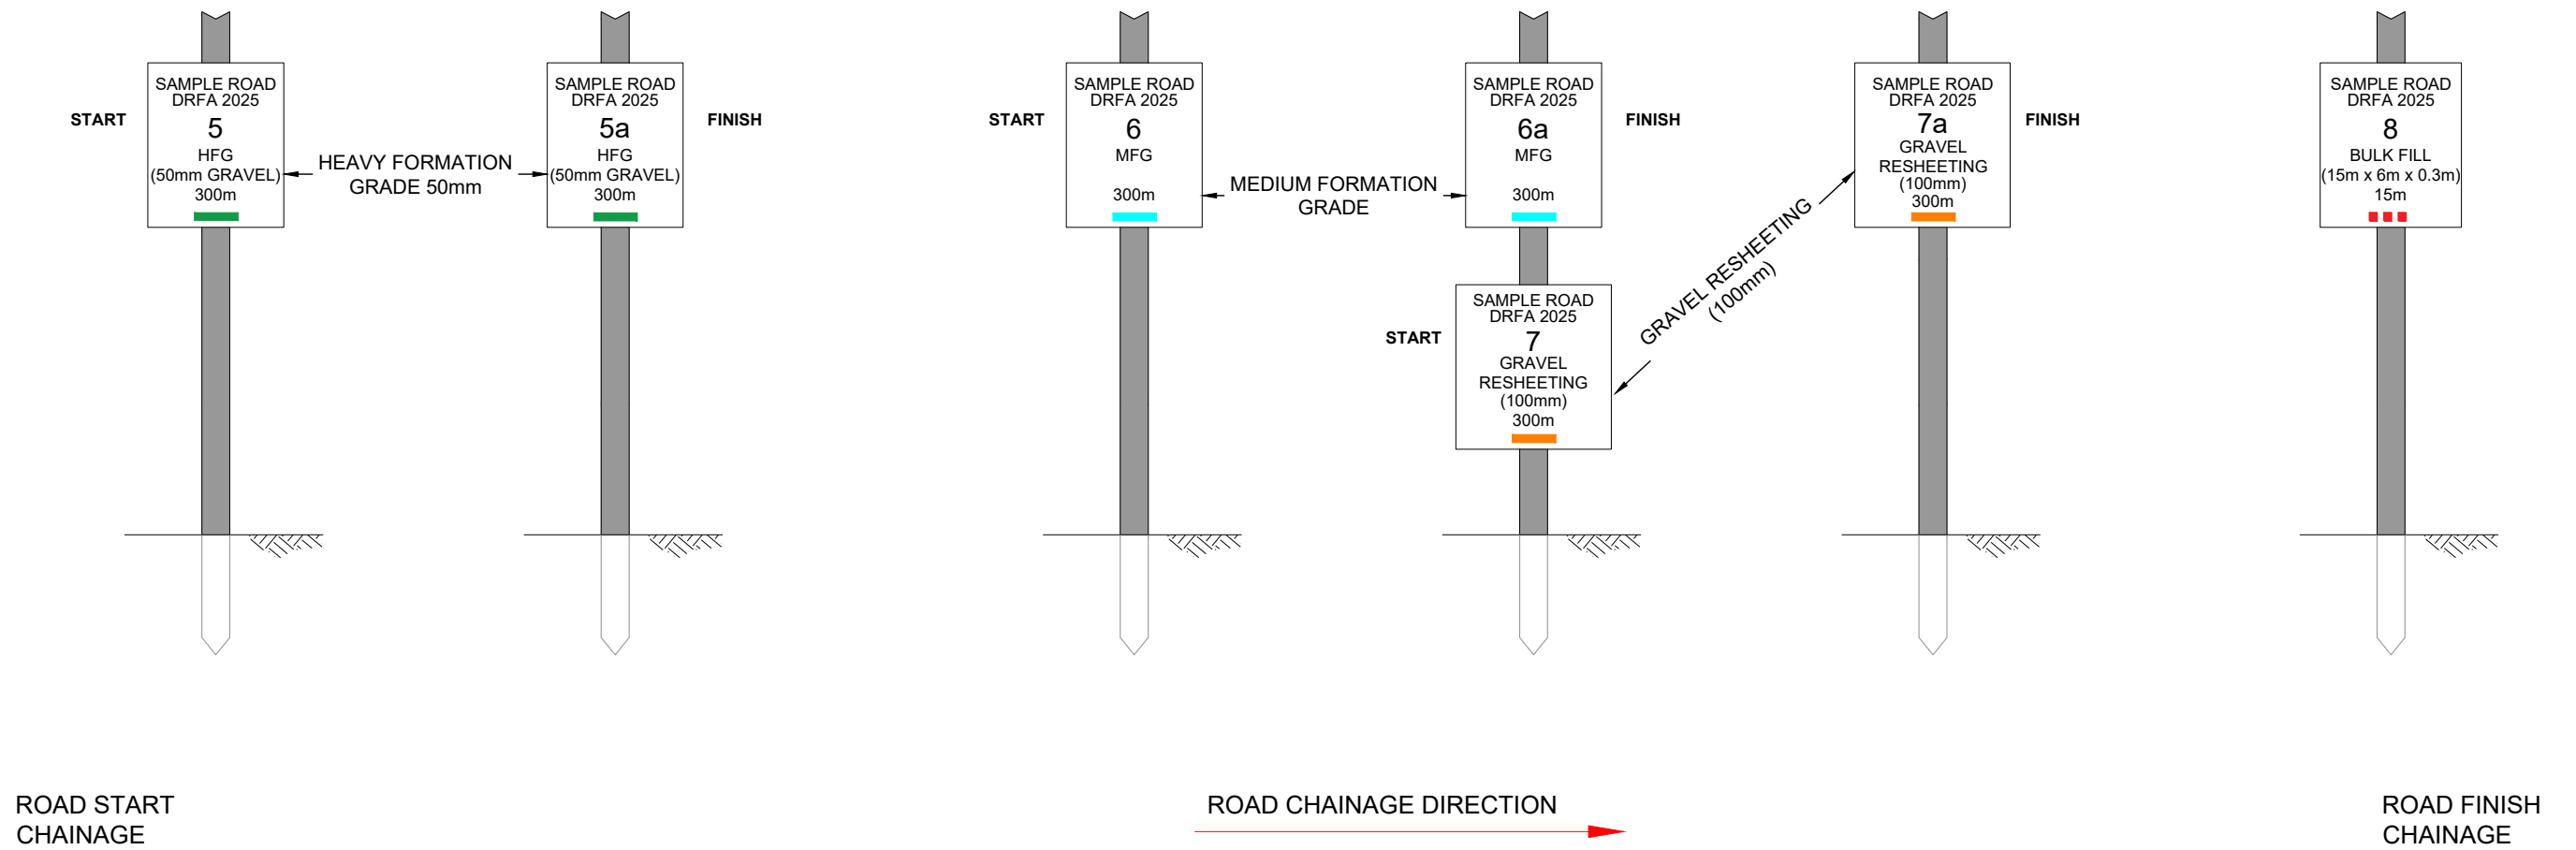 START
SAMPLE ROAD
DRFA 2025
5
HFG
(50mm GRAVEL)
300m
HEAVY FORMATION
GRADE 50mm
SAMPLE ROAD
DRFA 2025
5a
HFG
(50mm GRAVEL)
300m
FINISH
START
SAMPLE ROAD
DRFA 2025
6
MFG
300m
MEDIUM FORMATION
GRADE
SAMPLE ROAD
DRFA 2025
6a
MFG
300m
FINISH
START
SAMPLE ROAD
DRFA 2025
7
GRAVEL
RESHEETING
(100mm)
300m
GRAVEL RESHEETING
(100mm)
SAMPLE ROAD
DRFA 2025
7a
GRAVEL
RESHEETING
(100mm)
300m
FINISH
SAMPLE ROAD
DRFA 2025
8
BULK FILL
(15m x 6m x 0.3m)
15m
ROAD START
CHAINAGE
ROAD CHAINAGE DIRECTION
ROAD FINISH
CHAINAGE